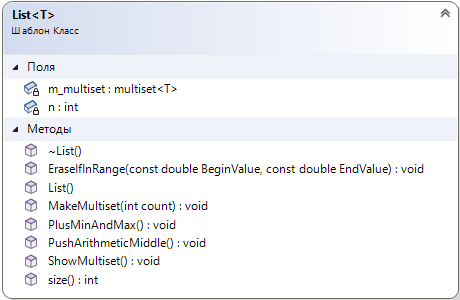 List<T>
Шаблон Класс
Поля
m_multiset : multiset<T>
n : int
Методы
~List()
EraseIfInRange(const double BeginValue, const double EndValue) : void
List()
MakeMultiset(int count) : void
PlusMinAndMax() : void
PushArithmeticMiddle() : void
ShowMultiset() : void
size() : int